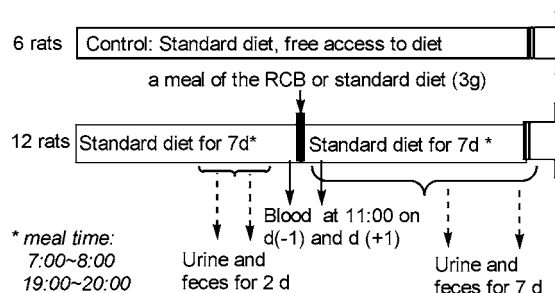 6 rats
Control: Standard diet, free access to diet
a meal of the RCB or standard diet (3g)
12 rats
Standard diet for 7d*
Standard diet for 7d *
Blood at 11:00 on
d(-1) and d (+1)
* meal time:
7:00~8:00
19:00~20:00
Urine and
feces for 2 d
Urine and
feces for 7 d